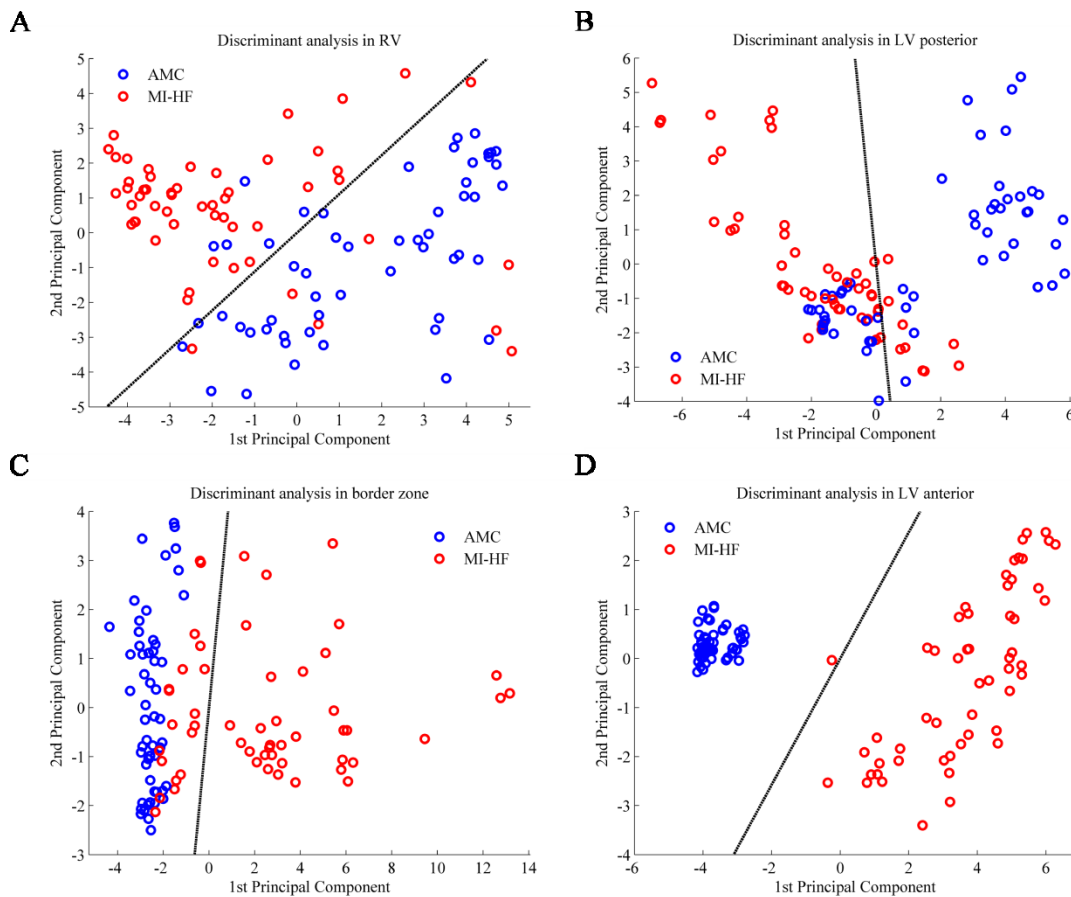 A
Discriminant analysis in RV
AMC
MI-HF
5
4
3
2
1
0
-1
-2
-3
-4
-5
2nd Principal Component
-4 -3 -2 -1 0 1 2 3 4 5
1st Principal Component
B
Discriminant analysis in LV posterior
6
5
4
3
2
1
0
-1
-2
-3
-4
2nd Principal Component
AMC
MI-HF
-6 -4 -2 0 2 4 6
1st Principal Component
C
Discriminant analysis in border zone
AMC
MI-HF
4
3
2
1
0
-1
-2
-3
2nd Principal Component
-4 -2 0 2 4 6 8 10 12 14
1st Principal Component
D
Discriminant analysis in LV anterior
AMC
MI-HF
3
2
1
0
-1
-2
-3
-4
2nd Principal Component
-6 -4 -2 0 2 4 6
1st Principal Component